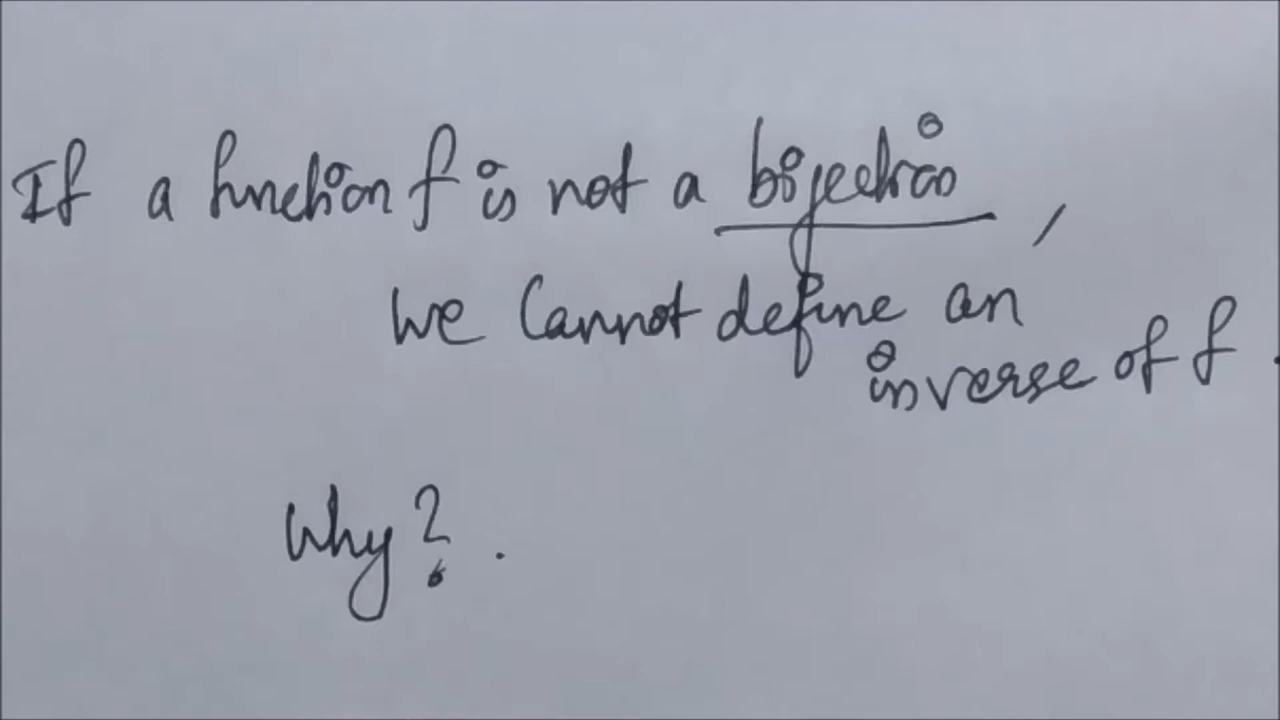 If a function f is not a bijection,
we Cannot define an
inverse of f.
Why?.